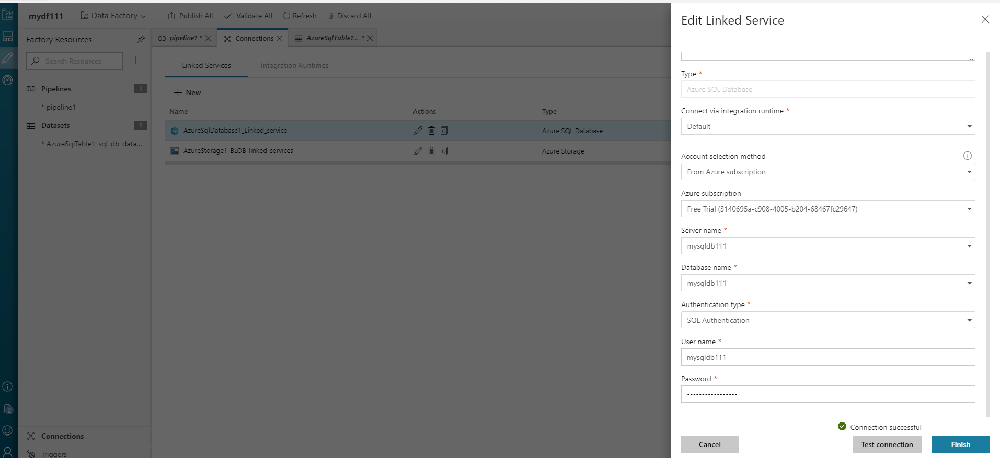 mydf111
Data Factory
Publish All
Validate All
Refresh
Discard All
Factory Resources
Search Resources
Pipelines 1
* pipeline1
Datasets 1
* AzureSqlTable1_sql_db_data...
Connections
Triggers
2
pipeline1 *
Connections
AzureSqlTable1... *
Linked Services
Integration Runtimes
New
Name Actions Type
AzureSqlDatabase1_Linked_service Azure SQL Database
AzureStorage1_BLOB_linked_services Azure Storage
Edit Linked Service
Type *
Azure SQL Database
Connect via integration runtime *
Default
Account selection method
From Azure subscription
Azure subscription
Free Trial (3140695a-c908-4005-b204-68467fc29647)
Server name *
mysqldb111
Database name *
mysqldb111
Authentication type *
SQL Authentication
User name *
mysqldb111
Password *
•••••••••••••••••
Connection successful
Cancel
Test connection
Finish